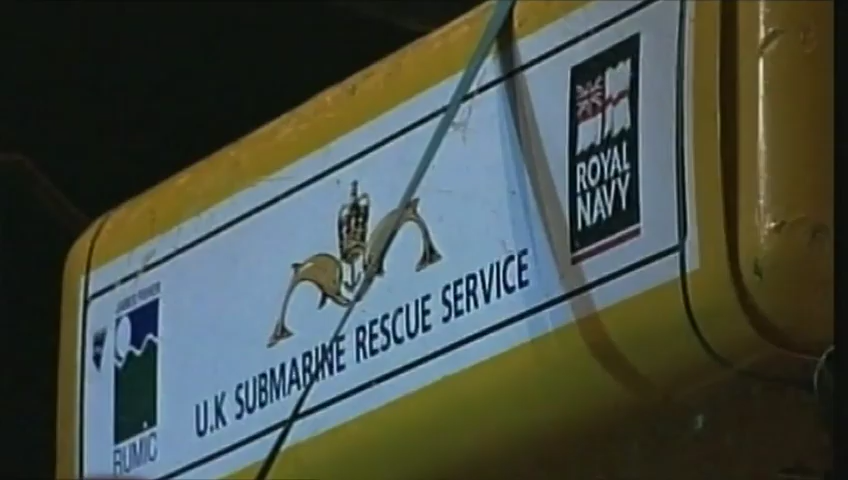 ROYAL
NAVY
U.K SUBMARINE RESCUE SERVICE
RUMIC